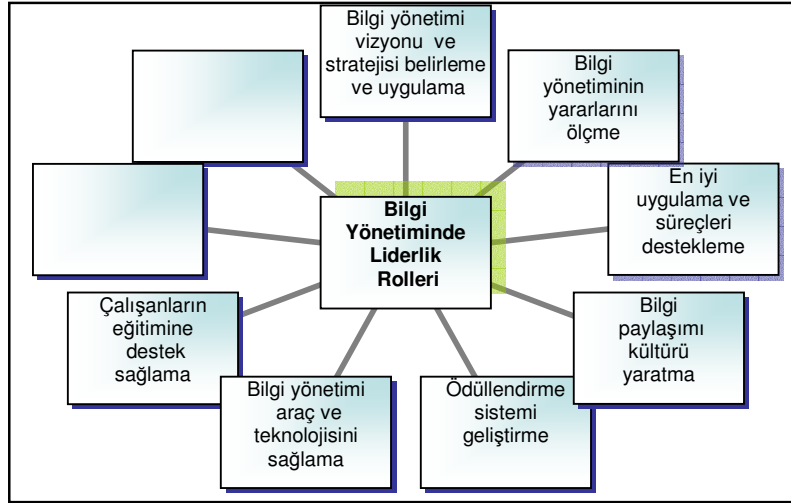 Bilgi yönetimi
vizyonu ve
stratejisi belirleme
ve uygulama
Bilgi
yönetiminin
yararlarını
ölçme
En iyi
uygulama ve
süreçleri
destekleme
Bilgi
Yönetiminde
Liderlik
Rolleri
Çalışanların
eğitimine
destek
sağlama
Bilgi
paylaşımı
kültürü
yaratma
Bilgi yönetimi
araç ve
teknolojisini
sağlama
Ödüllendirme
sistemi
geliştirme